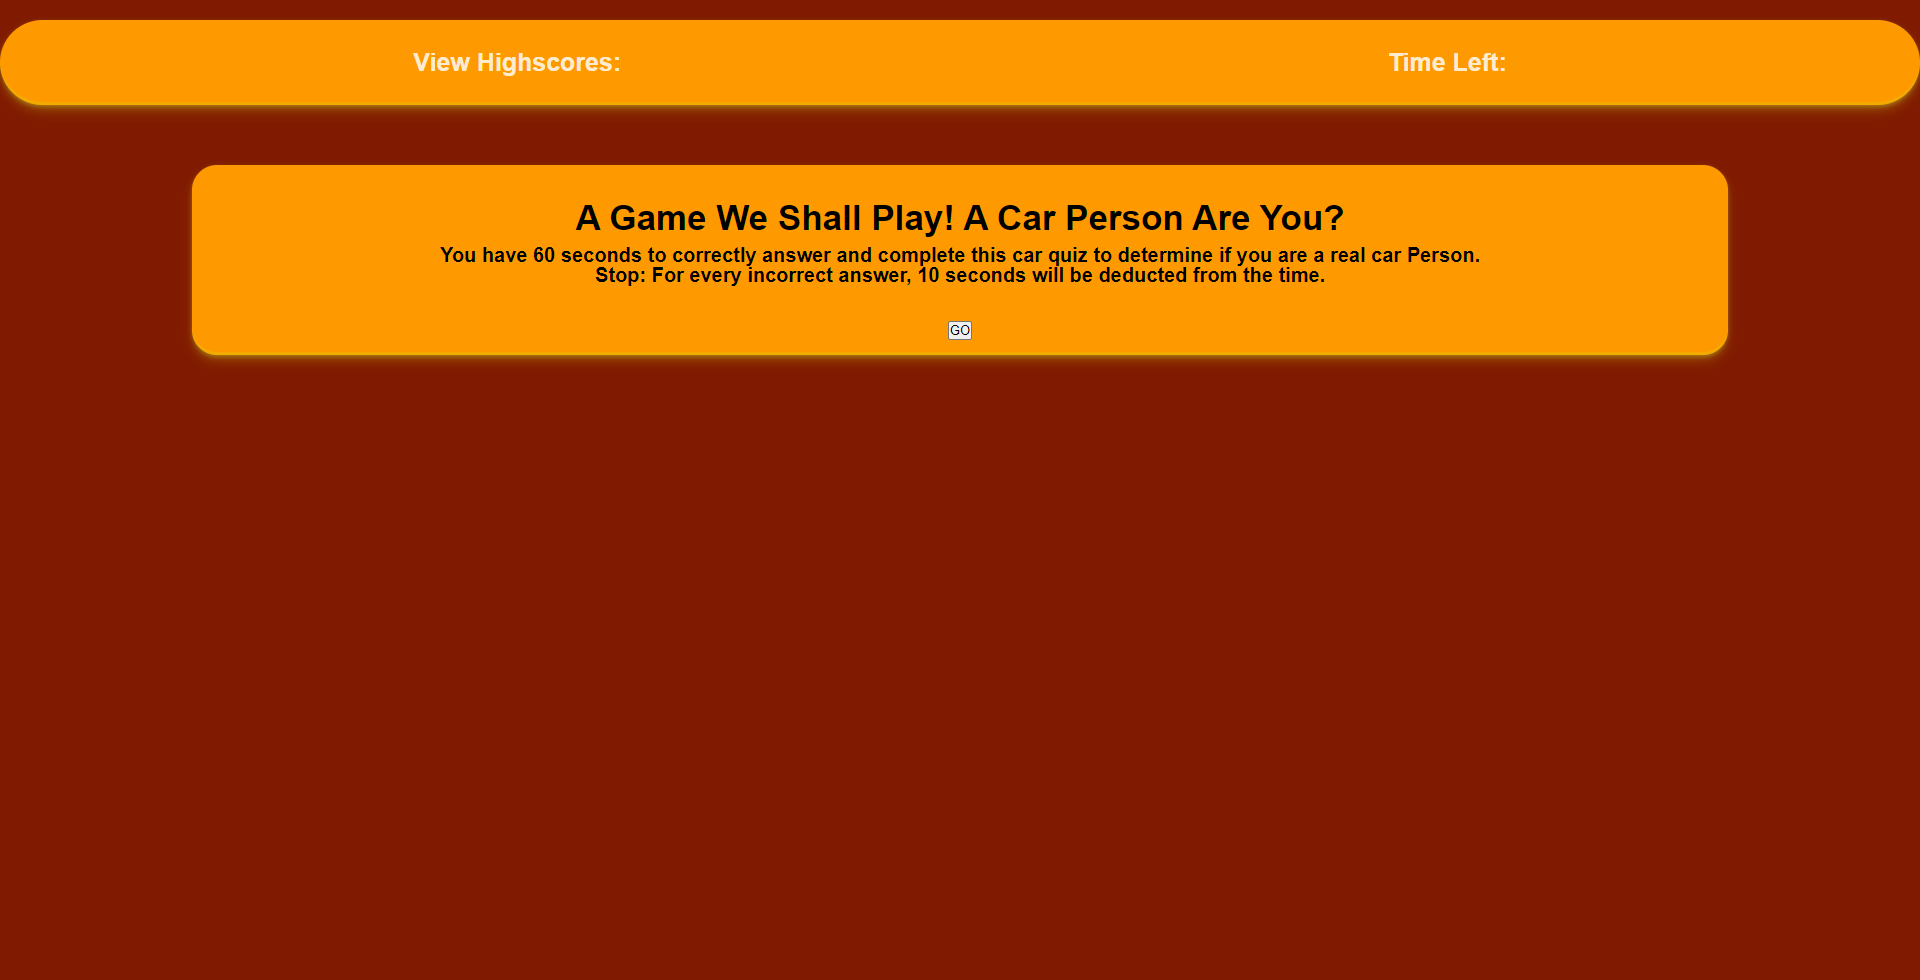 View Highscores:
Time Left:
A Game We Shall Play! A Car Person Are You?
You have 60 seconds to correctly answer and complete this car quiz to determine if you are a real car Person.
Stop: For every incorrect answer, 10 seconds will be deducted from the time.
GO